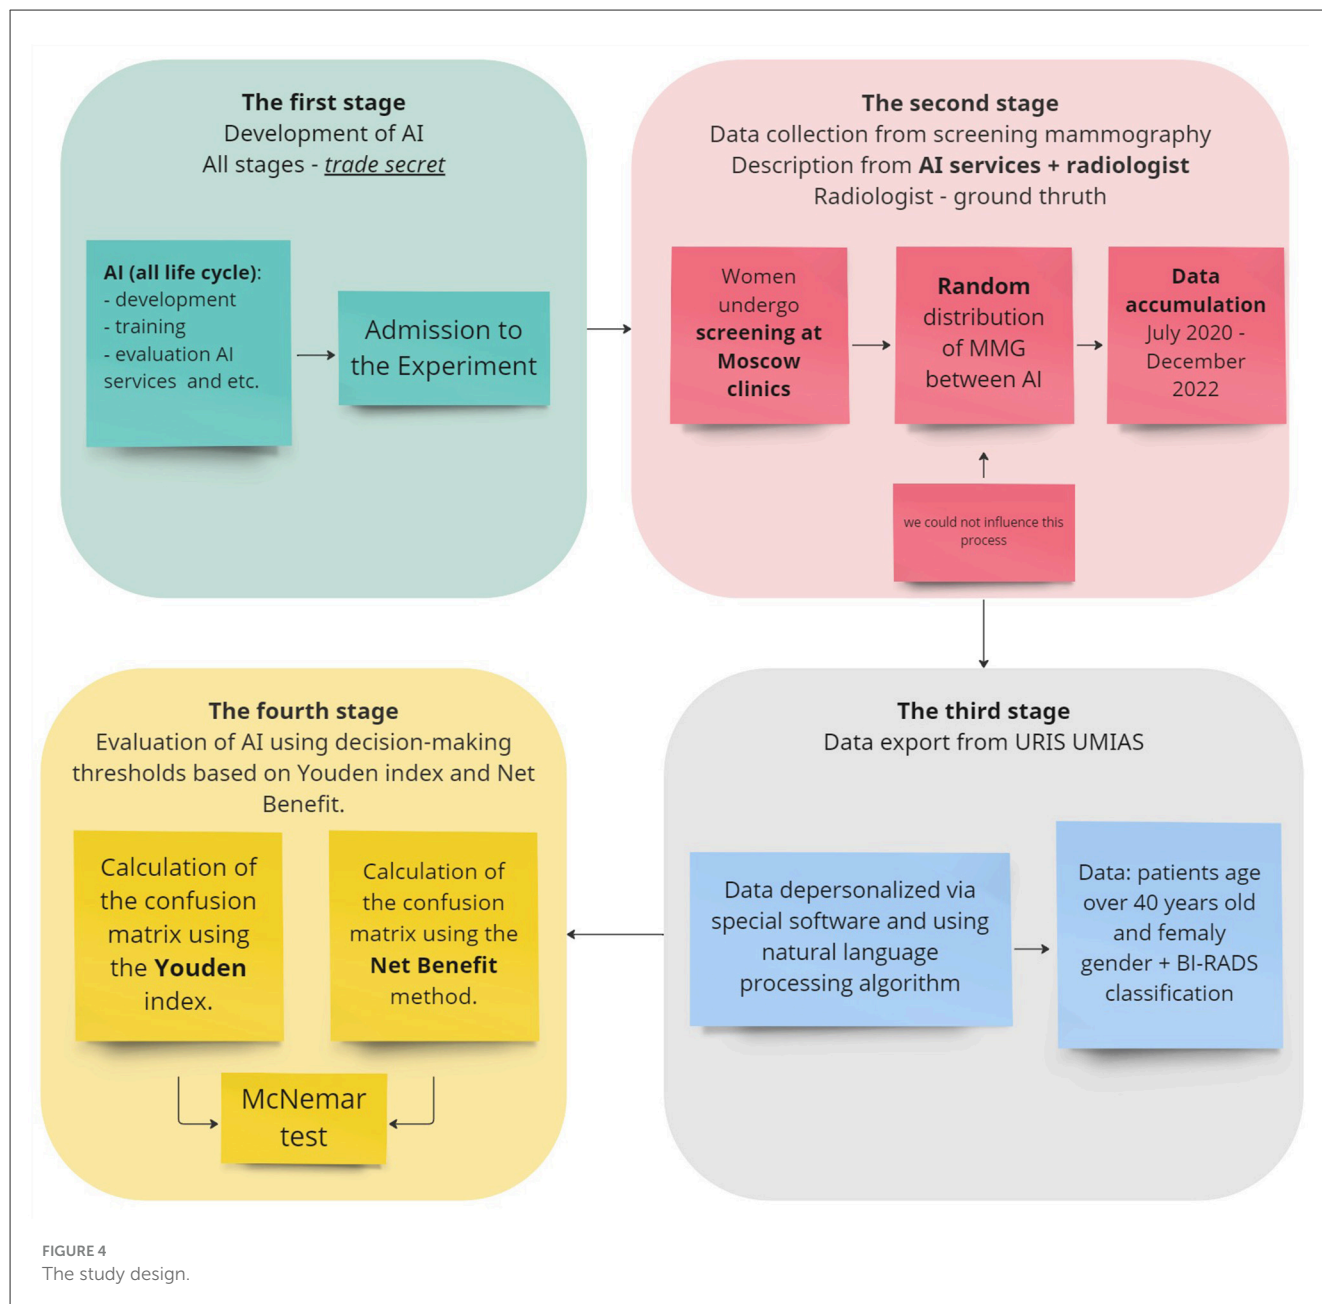 The first stage
Development of AI
All stages - trade secret
AI (all life cycle):
- development
- training
- evaluation AI
services and etc.
Admission to
the Experiment
The second stage
Data collection from screening mammography
Description from AI services + radiologist
Radiologist - ground thruth
Women
undergo
screening at
Moscow
clinics
Random
distribution
of MMG
between AI
Data
accumulation
July 2020 -
December
2022
we could not influence this
process
The third stage
Data export from URIS UMIAS
Data depersonalized via
special software and using
natural language
processing algorithm
Data: patients age
over 40 years old
and femaly
gender + BI-RADS
classification
The fourth stage
Evaluation of AI using decision-making
thresholds based on Youden index and Net
Benefit.
Calculation of
the confusion
matrix using
the Youden
index.
Calculation of
the confusion
matrix using the
Net Benefit
method.
McNemar
test
FIGURE 4
The study design.